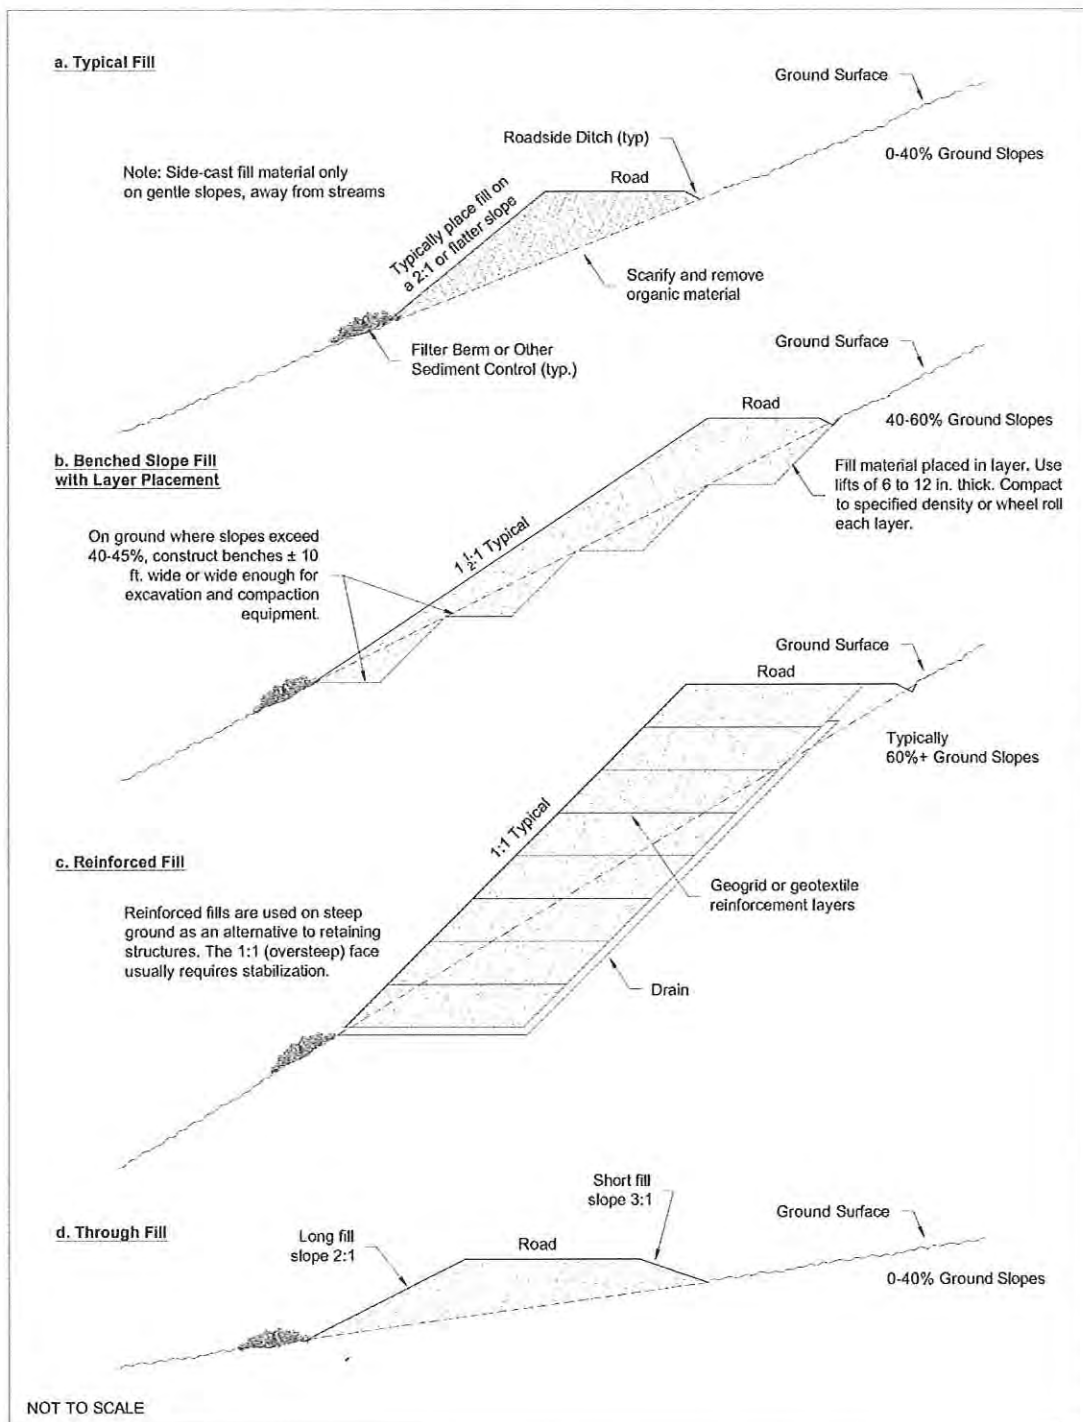 a. Typical Fill
Ground Surface
Roadside Ditch (typ)
0-40% Ground Slopes
Note: Side-cast fill material only
on gentle slopes, away from streams
Road
Typically place fill on
a 2:1 or flatter slope
Scarify and remove
organic material
Filter Berm or Other
Sediment Control (typ.)
Ground Surface
Road
40-60% Ground Slopes
b. Benched Slope Fill
with Layer Placement
Fill material placed in layer. Use
lifts of 6 to 12 in. thick. Compact
to specified density or wheel roll
each layer.
On ground where slopes exceed
40-45%, construct benches ± 10
ft. wide or wide enough for
excavation and compaction
equipment.
1 1/2:1 Typical
Ground Surface
Road
Typically
60%+ Ground Slopes
1:1 Typical
c. Reinforced Fill
Geogrid or geotextile
reinforcement layers
Reinforced fills are used on steep
ground as an alternative to retaining
structures. The 1:1 (oversteep) face
usually requires stabilization.
Drain
Short fill
slope 3:1
d. Through Fill
Long fill
slope 2:1
Road
Ground Surface
0-40% Ground Slopes
NOT TO SCALE